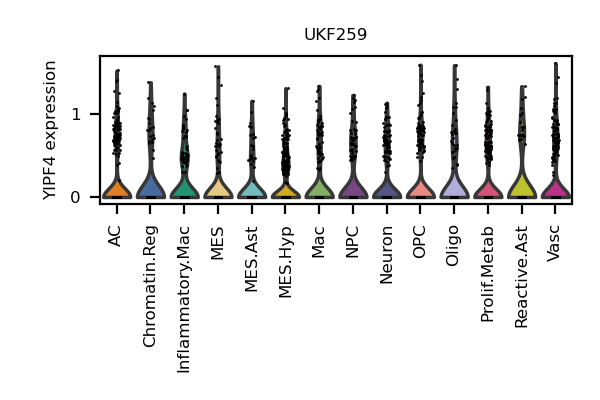 UKF259
YIPF4 expression
1
0
AC
Chromatin.Reg
Inflammatory.Mac
MES
MES.Ast
MES.Hyp
Mac
NPC
Neuron
OPC
Oligo
Prolif.Metab
Reactive.Ast
Vasc